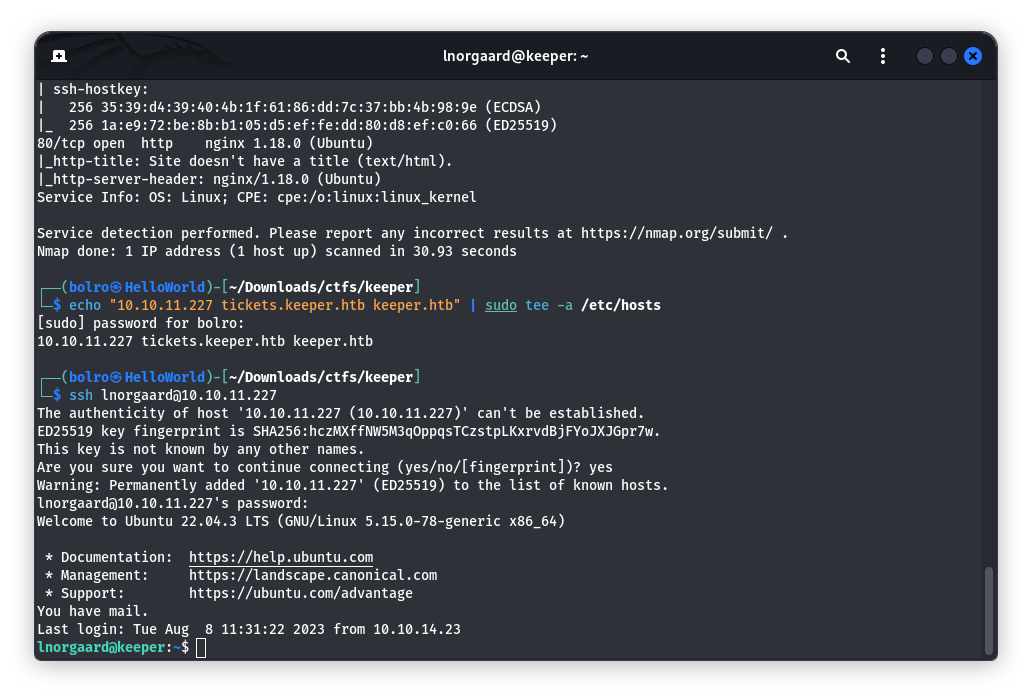 lnorgaard@keeper: ~
| ssh-hostkey:
|   256 35:39:d4:39:40:4b:1f:61:86:dd:7c:37:bb:4b:98:9e (ECDSA)
|_  256 1a:e9:72:be:8b:b1:05:d5:ef:fe:dd:80:d8:ef:c0:66 (ED25519)
80/tcp open  http    nginx 1.18.0 (Ubuntu)
|_http-title: Site doesn't have a title (text/html).
|_http-server-header: nginx/1.18.0 (Ubuntu)
Service Info: OS: Linux; CPE: cpe:/o:linux:linux_kernel
Service detection performed. Please report any incorrect results at https://nmap.org/submit/ .
Nmap done: 1 IP address (1 host up) scanned in 30.93 seconds
┌──(bolro㉿HelloWorld)-[~/Downloads/ctfs/keeper]
└─$ echo "10.10.11.227 tickets.keeper.htb keeper.htb" | sudo tee -a /etc/hosts
[sudo] password for bolro:
10.10.11.227 tickets.keeper.htb keeper.htb
┌──(bolro㉿HelloWorld)-[~/Downloads/ctfs/keeper]
└─$ ssh lnorgaard@10.10.11.227
The authenticity of host '10.10.11.227 (10.10.11.227)' can't be established.
ED25519 key fingerprint is SHA256:hczMXffNW5M3qOppqsTCzstpLKxrvdBjFYoJXJGpr7w.
This key is not known by any other names.
Are you sure you want to continue connecting (yes/no/[fingerprint])? yes
Warning: Permanently added '10.10.11.227' (ED25519) to the list of known hosts.
lnorgaard@10.10.11.227's password:
Welcome to Ubuntu 22.04.3 LTS (GNU/Linux 5.15.0-78-generic x86_64)
 * Documentation:  https://help.ubuntu.com
 * Management:     https://landscape.canonical.com
 * Support:        https://ubuntu.com/advantage
You have mail.
Last login: Tue Aug  8 11:31:22 2023 from 10.10.14.23
lnorgaard@keeper:~$